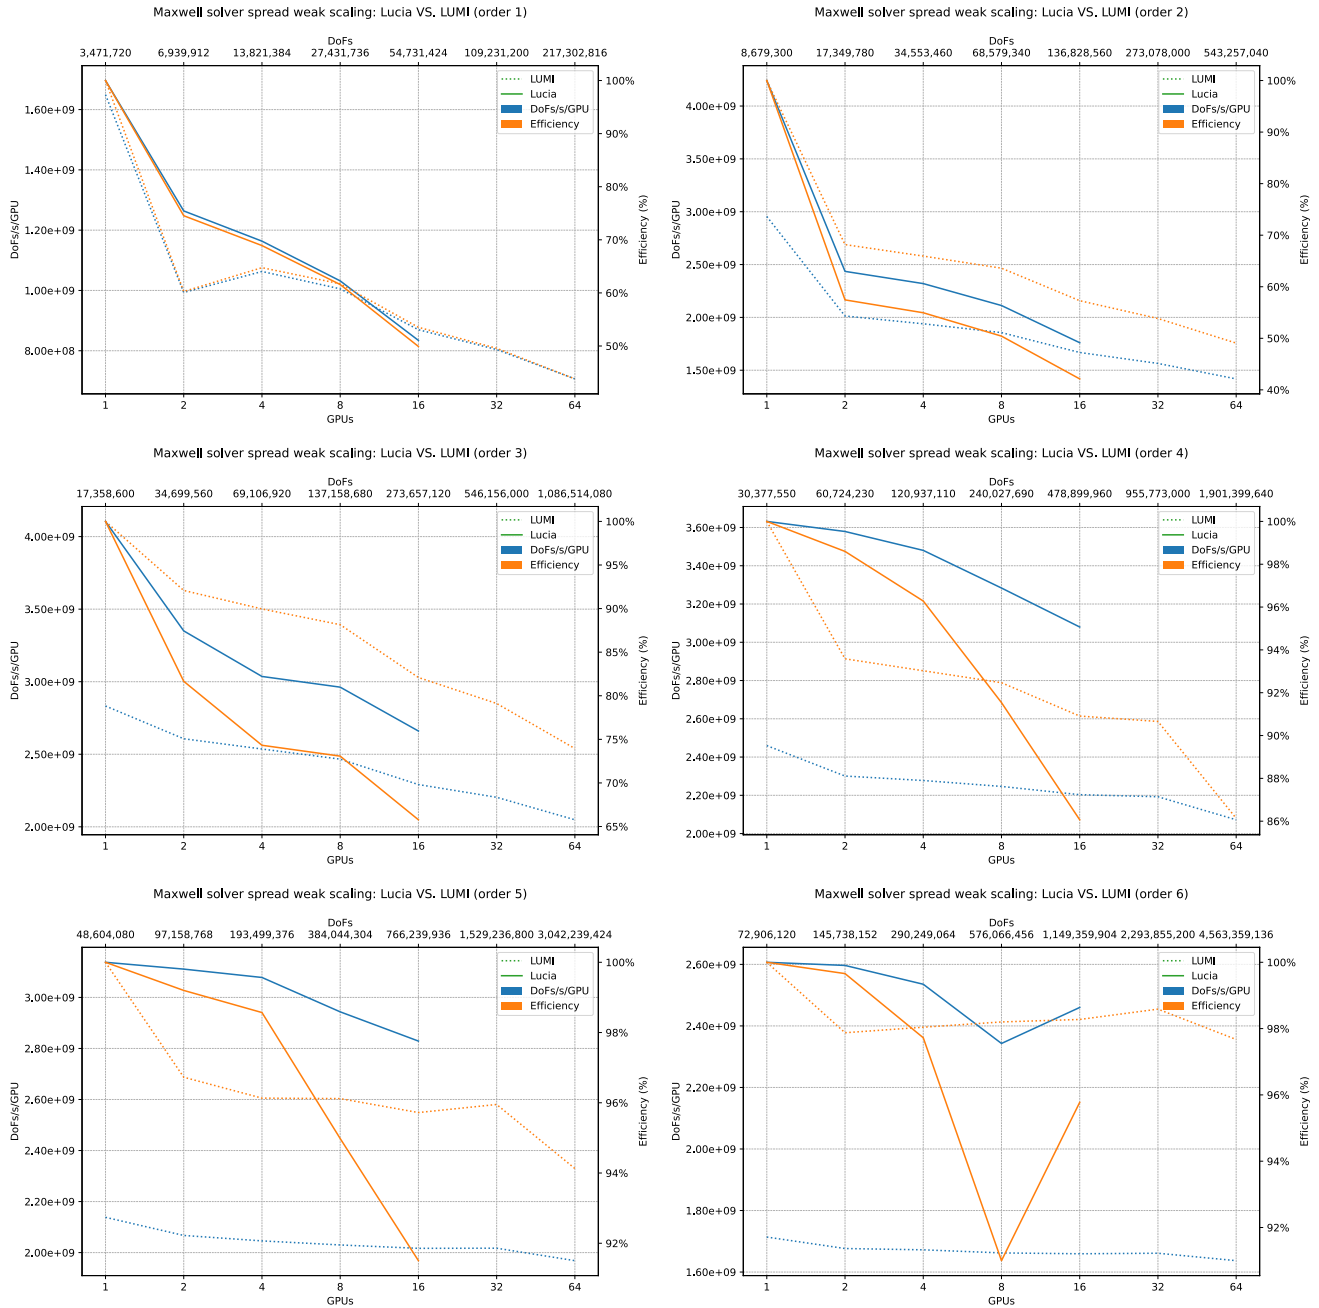 Maxwell solver spread weak scaling: Lucia VS. LUMI (order 1)
DoFs
3,471,720 6,939,912 13,821,384 27,431,736 54,731,424 109,231,200 217,302,816
LUMI
Lucia
DoFs/s/GPU
Efficiency
1.60e+09
1.40e+09
1.20e+09
1.00e+09
8.00e+08
DoFs/s/GPU
100%
90%
80%
70%
60%
50%
Efficiency (%)
1 2 4 8 16 32 64
GPUs
Maxwell solver spread weak scaling: Lucia VS. LUMI (order 2)
DoFs
8,679,300 17,349,780 34,553,460 68,579,340 136,828,560 273,078,000 543,257,040
LUMI
Lucia
DoFs/s/GPU
Efficiency
4.00e+09
3.50e+09
3.00e+09
2.50e+09
2.00e+09
1.50e+09
DoFs/s/GPU
100%
90%
80%
70%
60%
50%
40%
Efficiency (%)
1 2 4 8 16 32 64
GPUs
Maxwell solver spread weak scaling: Lucia VS. LUMI (order 3)
DoFs
17,358,600 34,699,560 69,106,920 137,158,680 273,657,120 546,156,000 1,086,514,080
LUMI
Lucia
DoFs/s/GPU
Efficiency
4.00e+09
3.50e+09
3.00e+09
2.50e+09
2.00e+09
DoFs/s/GPU
100%
95%
90%
85%
80%
75%
70%
65%
Efficiency (%)
1 2 4 8 16 32 64
GPUs
Maxwell solver spread weak scaling: Lucia VS. LUMI (order 4)
DoFs
30,377,550 60,724,230 120,937,110 240,027,690 478,899,960 955,773,000 1,901,399,640
LUMI
Lucia
DoFs/s/GPU
Efficiency
3.60e+09
3.40e+09
3.20e+09
3.00e+09
2.80e+09
2.60e+09
2.40e+09
2.20e+09
2.00e+09
DoFs/s/GPU
100%
98%
96%
94%
92%
90%
88%
86%
Efficiency (%)
1 2 4 8 16 32 64
GPUs
Maxwell solver spread weak scaling: Lucia VS. LUMI (order 5)
DoFs
48,604,080 97,158,768 193,499,376 384,044,304 766,239,936 1,529,236,800 3,042,239,424
LUMI
Lucia
DoFs/s/GPU
Efficiency
3.00e+09
2.80e+09
2.60e+09
2.40e+09
2.20e+09
2.00e+09
DoFs/s/GPU
100%
98%
96%
94%
92%
Efficiency (%)
1 2 4 8 16 32 64
GPUs
Maxwell solver spread weak scaling: Lucia VS. LUMI (order 6)
DoFs
72,906,120 145,738,152 290,249,064 576,066,456 1,149,359,904 2,293,855,200 4,563,359,136
LUMI
Lucia
DoFs/s/GPU
Efficiency
2.60e+09
2.40e+09
2.20e+09
2.00e+09
1.80e+09
1.60e+09
DoFs/s/GPU
100%
98%
96%
94%
92%
Efficiency (%)
1 2 4 8 16 32 64
GPUs